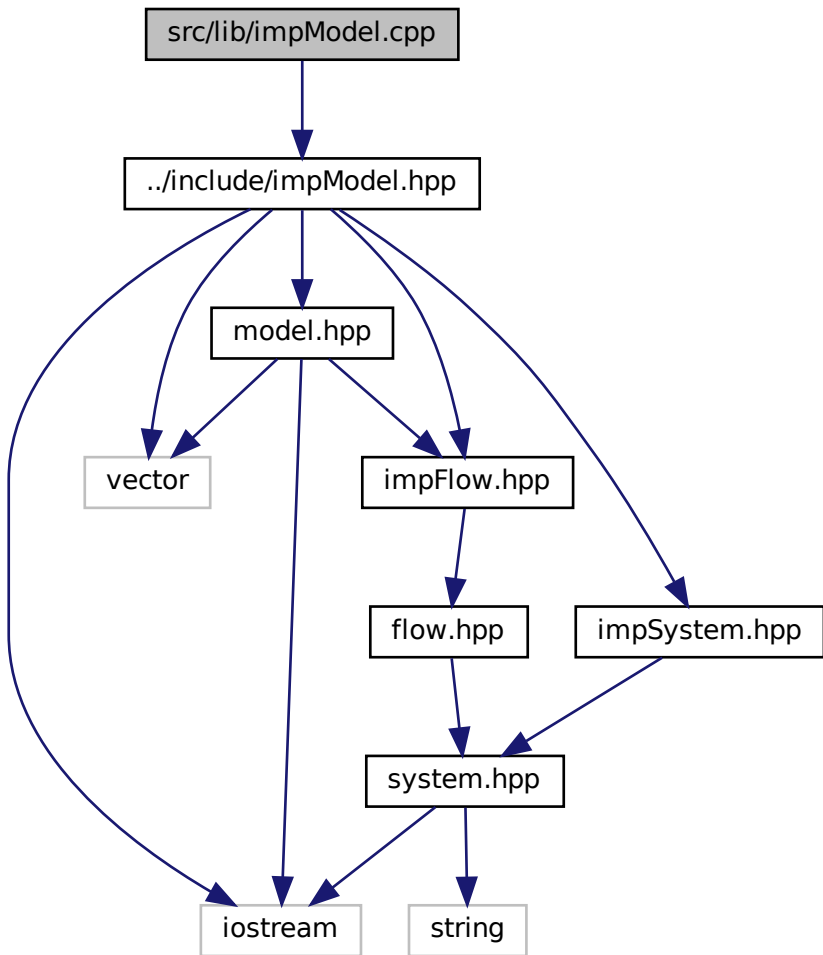 src/lib/impModel.cpp
../include/impModel.hpp
model.hpp
vector
impFlow.hpp
flow.hpp
impSystem.hpp
system.hpp
iostream
string